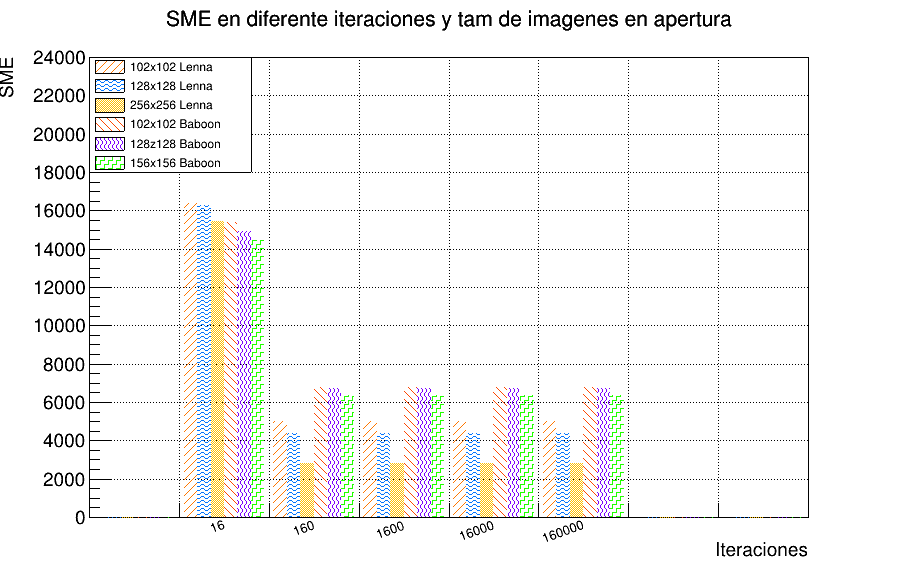 SME en diferente iteraciones y tam de imagenes en apertura
SME
24000
22000
20000
18000
16000
14000
12000
10000
8000
6000
4000
2000
0
102x102 Lenna
128x128 Lenna
256x256 Lenna
102x102 Baboon
128z128 Baboon
156x156 Baboon
16
160
1600
16000
160000
Iteraciones